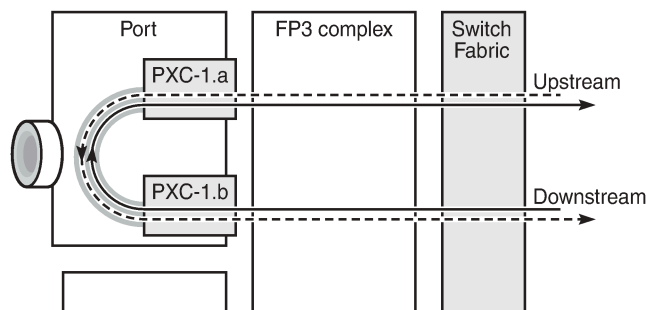 Port
FP3 complex
Switch
Fabric
PXC-1.a
Upstream
PXC-1.b
Downstream